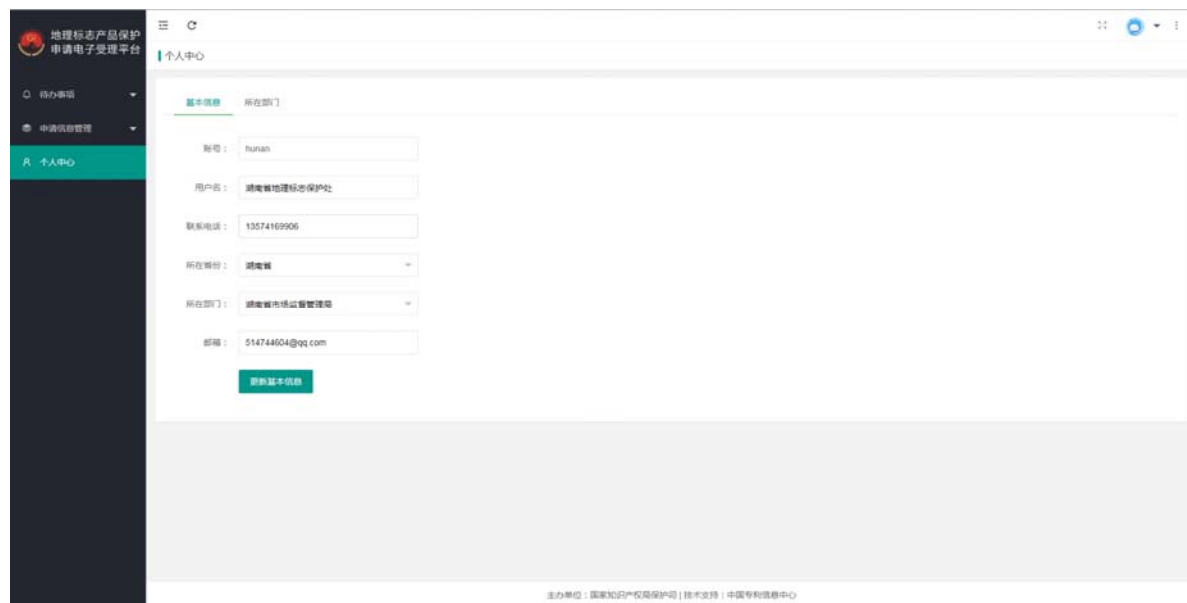 地理标志产品保护
申请电子受理平台
个人中心
待办事项
申请信息管理
个人中心
基本信息 所在部门
账号： hunan
用户名： 湖南省地理标志保护处
联系电话： 13574169906
所在省份： 湖南省
所在部门： 湖南省市场监督管理局
邮箱： 514744604@qq.com
更新基本信息
主办单位：国家知识产权局保护司 | 技术支持：中国专利信息中心